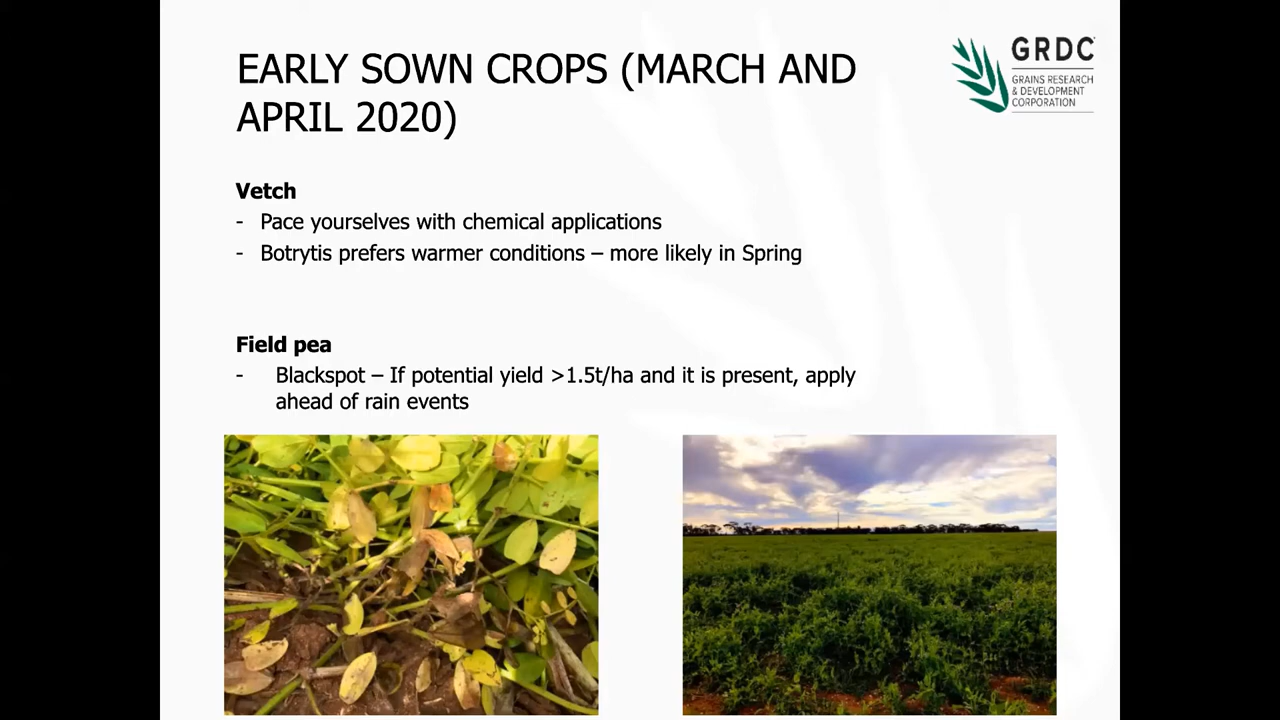 EARLY SOWN CROPS (MARCH AND
APRIL 2020)
GRDC
GRAINS RESEARCH
& DEVELOPMENT
CORPORATION
Vetch
- Pace yourselves with chemical applications
- Botrytis prefers warmer conditions – more likely in Spring
Field pea
- Blackspot – If potential yield >1.5t/ha and it is present, apply
ahead of rain events